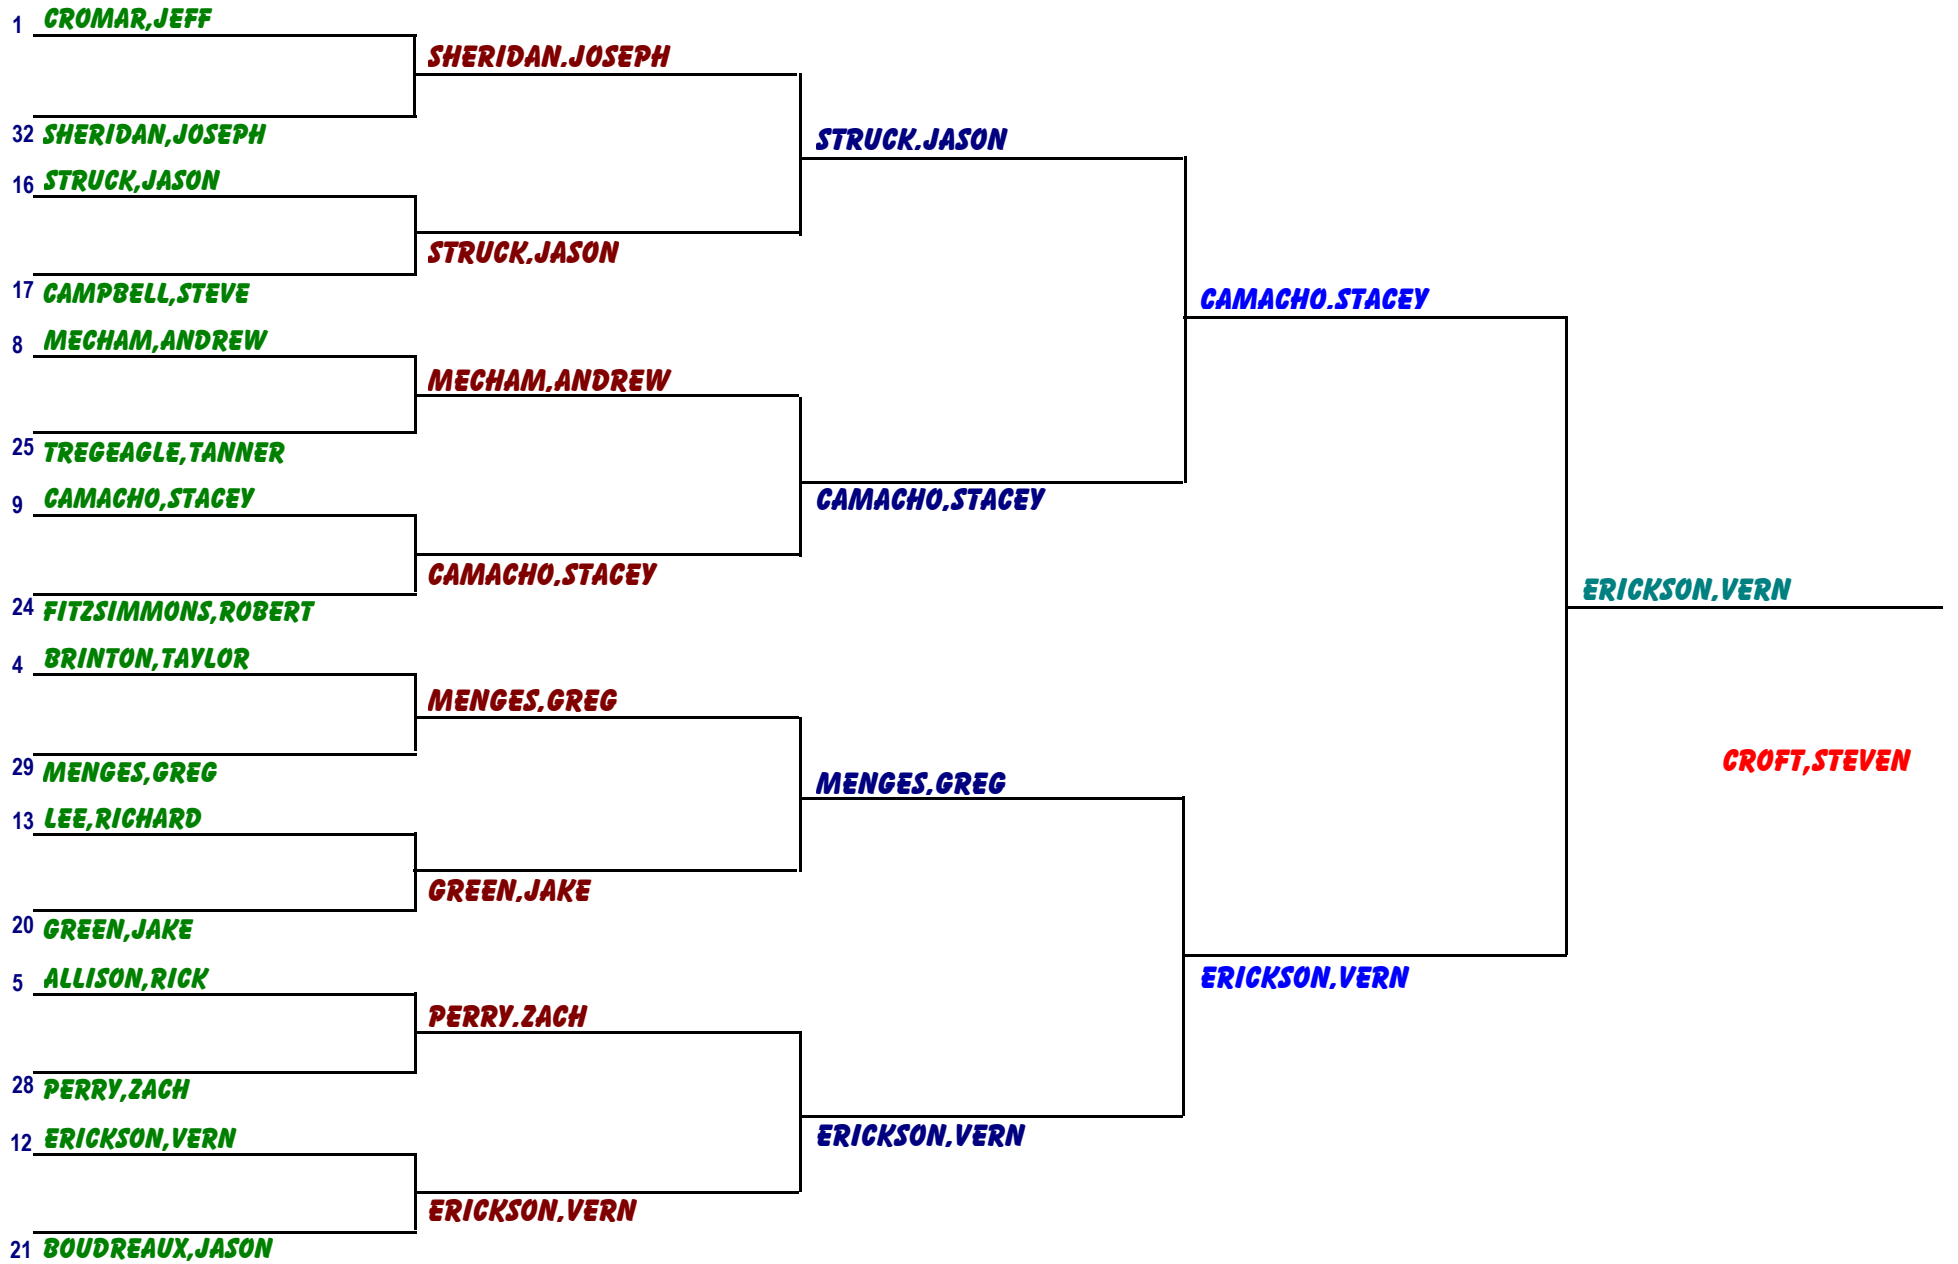 1 CROMAR,JEFF
SHERIDAN,JOSEPH
32 SHERIDAN,JOSEPH
STRUCK,JASON
16 STRUCK,JASON
STRUCK,JASON
17 CAMPBELL,STEVE
CAMACHO,STACEY
8 MECHAM,ANDREW
MECHAM,ANDREW
25 TREGEAGLE,TANNER
9 CAMACHO,STACEY
CAMACHO,STACEY
CAMACHO,STACEY
24 FITZSIMMONS,ROBERT
ERICKSON,VERN
4 BRINTON,TAYLOR
MENGES,GREG
CROFT,STEVEN
29 MENGES,GREG
MENGES,GREG
13 LEE,RICHARD
GREEN,JAKE
20 GREEN,JAKE
5 ALLISON,RICK
ERICKSON,VERN
PERRY,ZACH
28 PERRY,ZACH
12 ERICKSON,VERN
ERICKSON,VERN
ERICKSON,VERN
21 BOUDREAUX,JASON